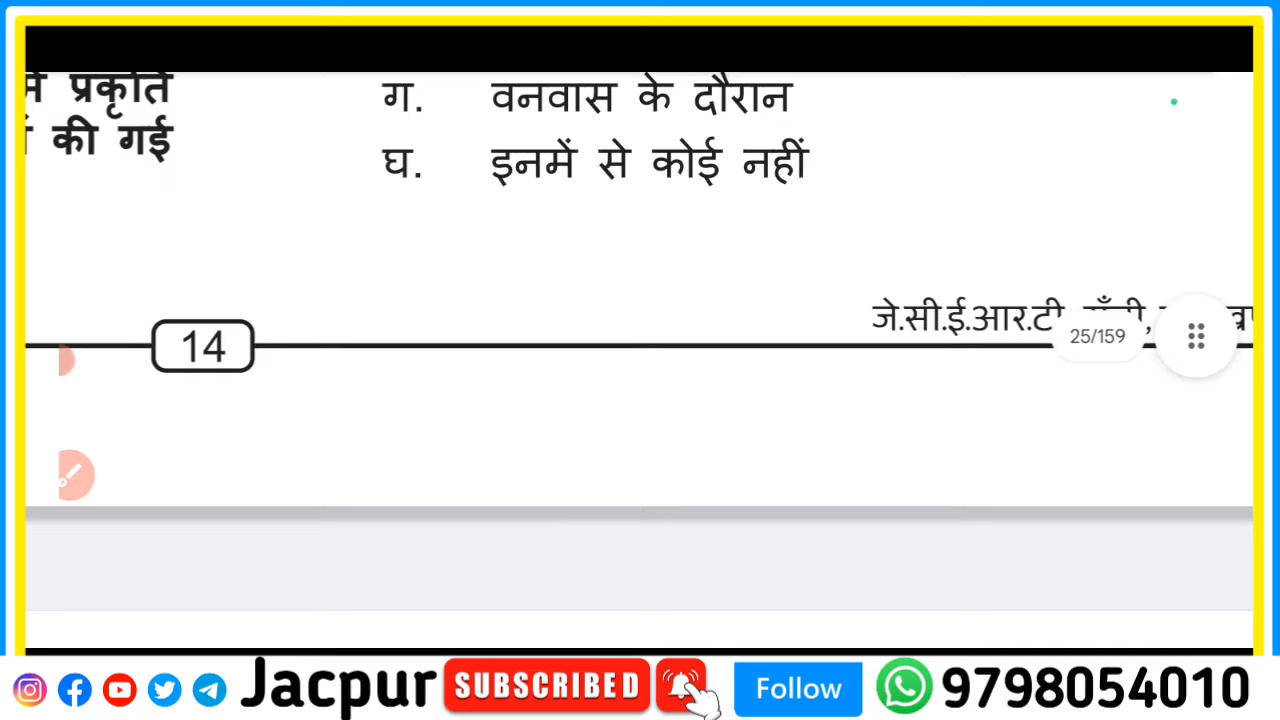 प्रकृति
की गई
ग. वनवास के दौरान
घ. इनमें से कोई नहीं
जे.सी.ई.आर.टी
25/159
14
Jacpur SUBSCRIBED Follow 9798054010